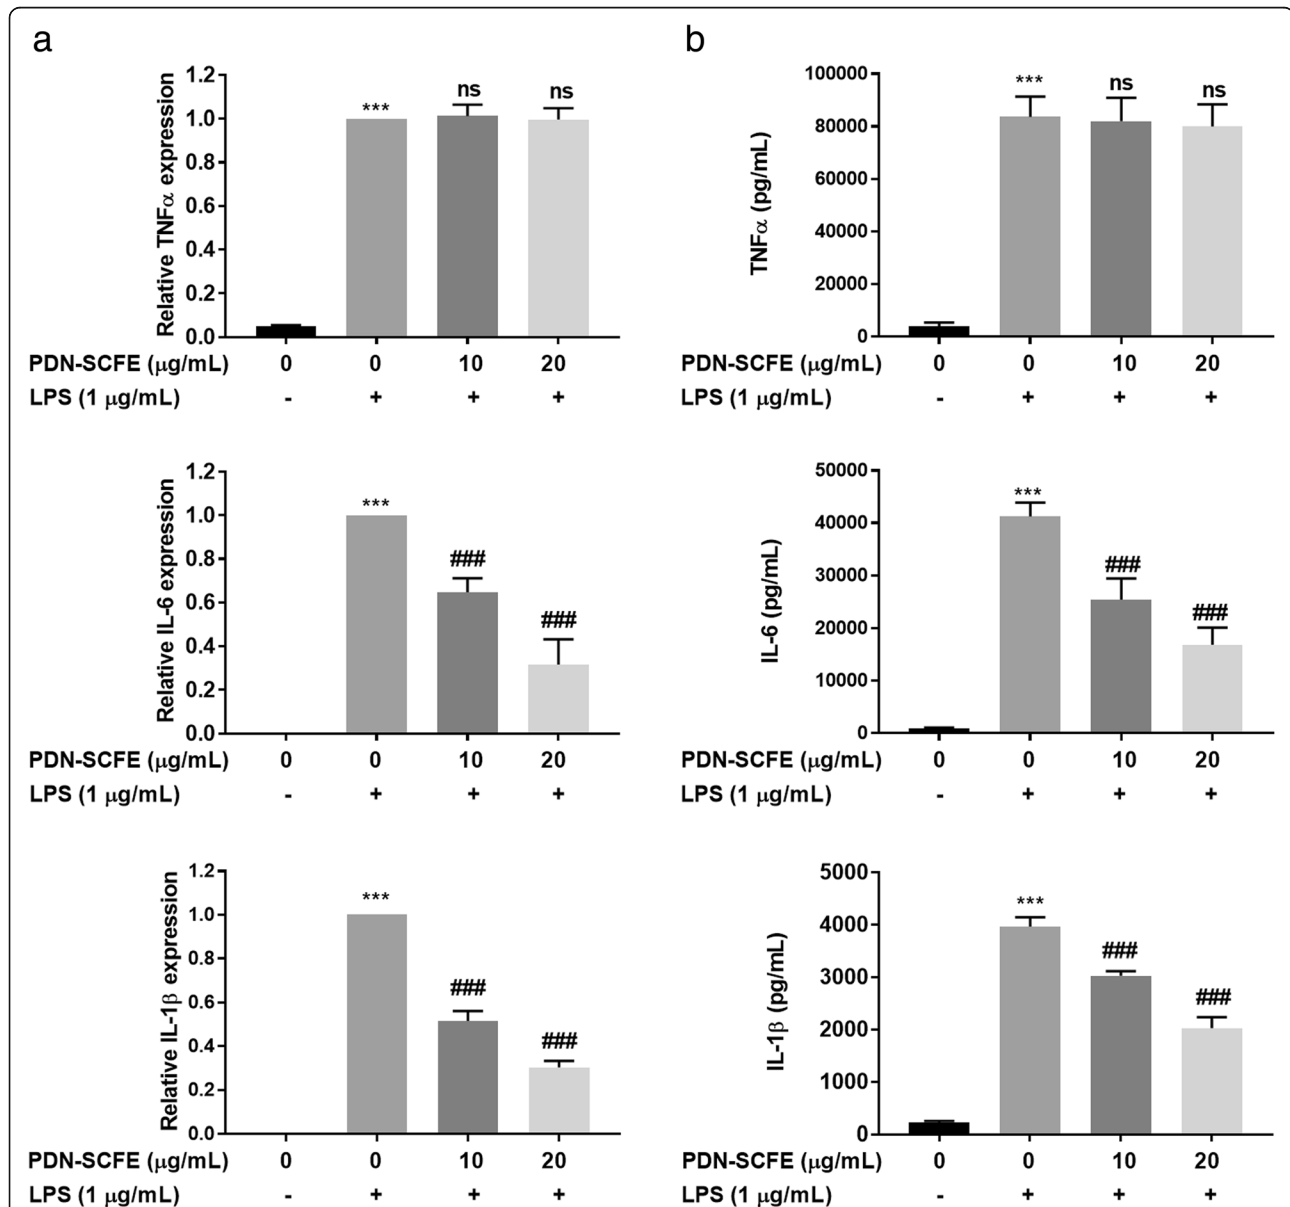 a
Relative TNFα expression
1.2
1.0
0.8
0.6
0.4
0.2
0.0
*** ns ns
PDN-SCFE (μg/mL) 0 0 10 20
LPS (1 μg/mL) - + + +
b
TNFα (pg/mL)
100000
80000
60000
40000
20000
0
*** ns ns
PDN-SCFE (μg/mL) 0 0 10 20
LPS (1 μg/mL) - + + +
Relative IL-6 expression
1.2
1.0
0.8
0.6
0.4
0.2
0.0
*** ### ###
PDN-SCFE (μg/mL) 0 0 10 20
LPS (1 μg/mL) - + + +
IL-6 (pg/mL)
50000
40000
30000
20000
10000
0
*** ### ###
PDN-SCFE (μg/mL) 0 0 10 20
LPS (1 μg/mL) - + + +
Relative IL-1β expression
1.2
1.0
0.8
0.6
0.4
0.2
0.0
*** ### ###
PDN-SCFE (μg/mL) 0 0 10 20
LPS (1 μg/mL) - + + +
IL-1β (pg/mL)
5000
4000
3000
2000
1000
0
*** ### ###
PDN-SCFE (μg/mL) 0 0 10 20
LPS (1 μg/mL) - + + +